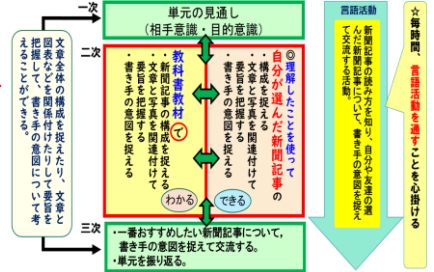 一次
単元の見通し
(相手意識・目的意識)
二次
◎理解したことを使って
自分が選んだ新聞記事の
・構成を捉える
・文章と写真を関連付けて
要旨を把握する
・書き手の意図を捉える
できる
教科書教材で
・新聞記事の構成を捉える
・文章と写真を関連付けて
要旨を把握する
・書き手の意図を捉える
わかる
三次
・一番おすすめしたい新聞記事について,
書き手の意図を捉えて交流する。
・単元を振り返る。
文章全体の構成を捉えたり、文章と
図表などを関係付けたりして要旨を
把握して、書き手の意図について考
えることができる。
言語活動
新聞記事の読み方を知り、自分や友達の選
んだ新聞記事について、書き手の意図を捉え
て交流する活動。
☆毎時間、言語活動を通すことを心掛ける